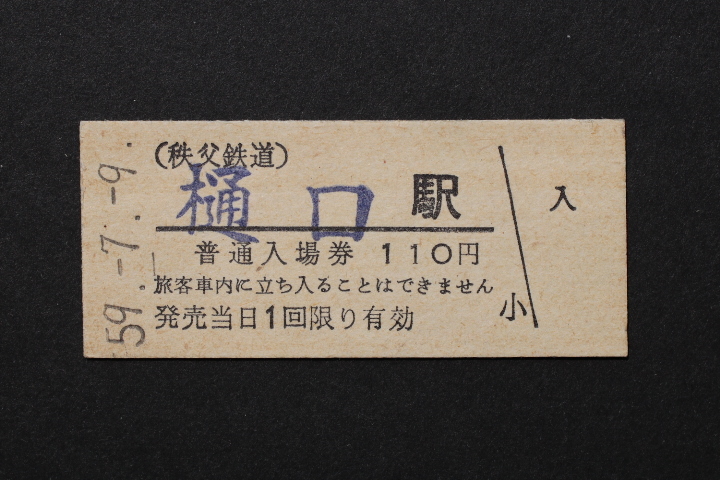 (秩父鉄道)
樋口駅
普通入場券 110円
旅客車内に立ち入ることはできません
発売当日1回限り有効
小
入
59.-7.-9.